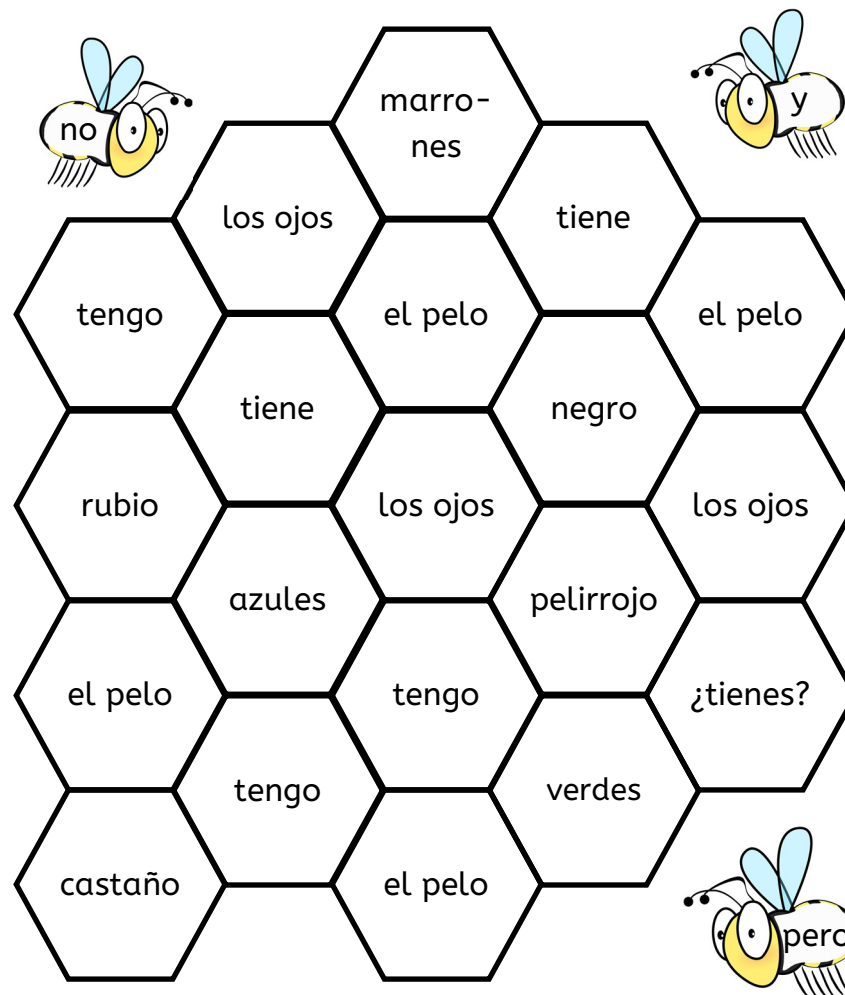 marro-
nes
no
y
los ojos
tiene
tengo
el pelo
el pelo
tiene
negro
rubio
los ojos
los ojos
azules
pelirrojo
el pelo
tengo
¿tienes?
tengo
verdes
castaño
el pelo
pero